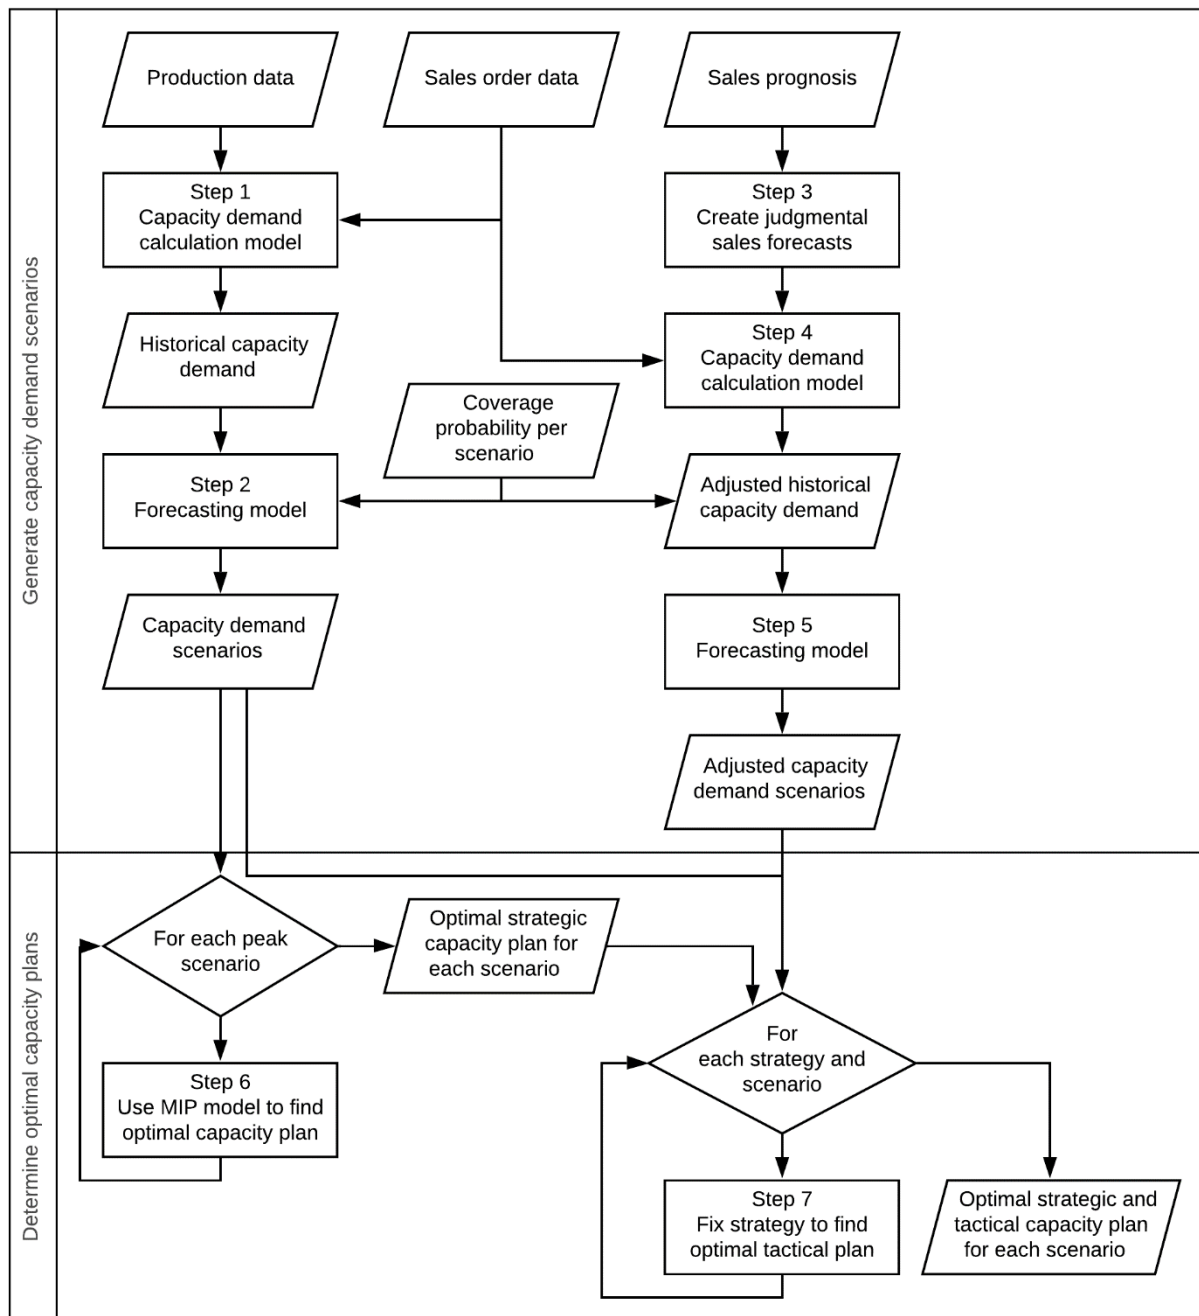 Generate capacity demand scenarios
Production data
Sales order data
Sales prognosis
Step 1
Capacity demand
calculation model
Step 3
Create judgmental
sales forecasts
Historical capacity
demand
Step 4
Capacity demand
calculation model
Coverage
probability per
scenario
Step 2
Forecasting model
Adjusted historical
capacity demand
Capacity demand
scenarios
Step 5
Forecasting model
Adjusted capacity
demand scenarios
Determine optimal capacity plans
For each peak
scenario
Optimal strategic
capacity plan for
each scenario
Step 6
Use MIP model to find
optimal capacity plan
For
each strategy and
scenario
Step 7
Fix strategy to find
optimal tactical plan
Optimal strategic and
tactical capacity plan
for each scenario